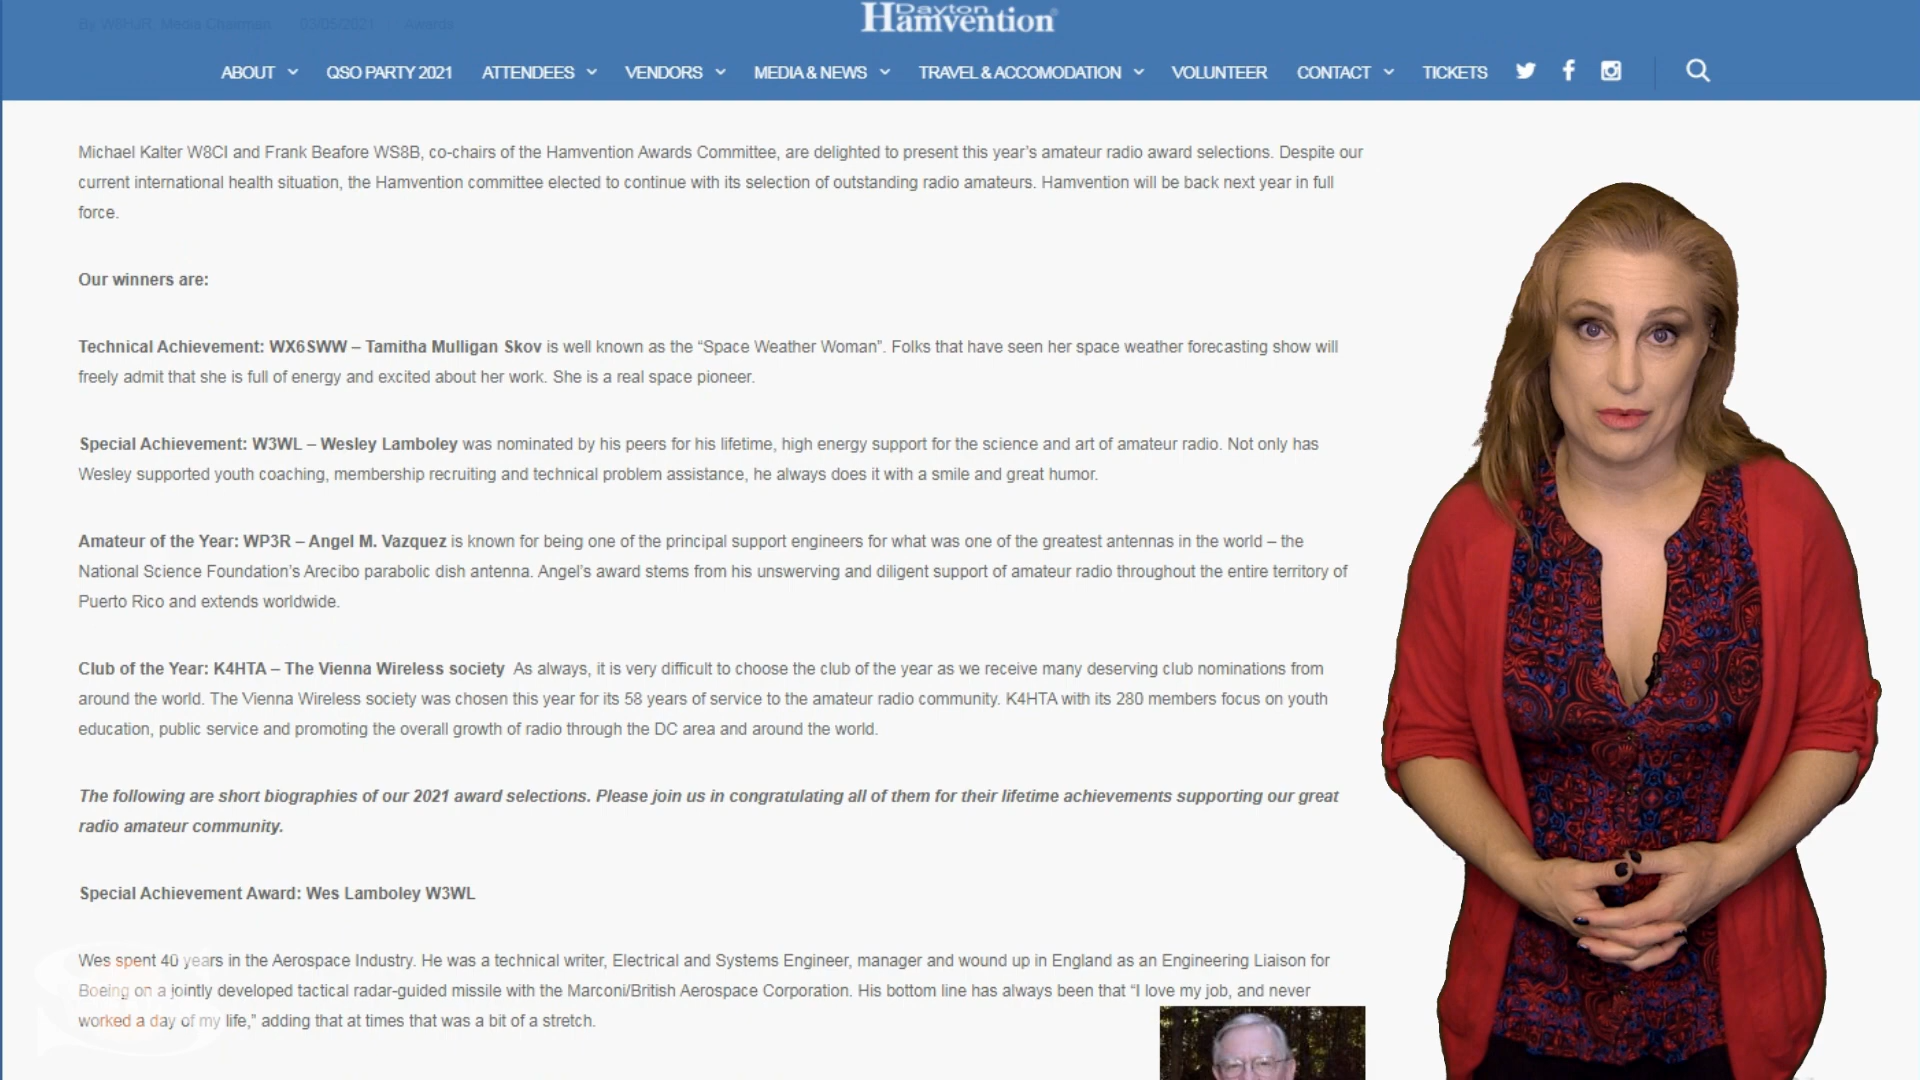 By W8HJR, Media Chairman 03/05/2021 Awards
Dayton
Hamvention®
ABOUT QSO PARTY 2021 ATTENDEES VENDORS MEDIA & NEWS TRAVEL & ACCOMODATION VOLUNTEER CONTACT TICKETS
Michael Kalter W8CI and Frank Beafore WS8B, co-chairs of the Hamvention Awards Committee, are delighted to present this year’s amateur radio award selections. Despite our
current international health situation, the Hamvention committee elected to continue with its selection of outstanding radio amateurs. Hamvention will be back next year in full
force.
Our winners are:
Technical Achievement: WX6SWW – Tamitha Mulligan Skov is well known as the “Space Weather Woman”. Folks that have seen her space weather forecasting show will
freely admit that she is full of energy and excited about her work. She is a real space pioneer.
Special Achievement: W3WL – Wesley Lamboley was nominated by his peers for his lifetime, high energy support for the science and art of amateur radio. Not only has
Wesley supported youth coaching, membership recruiting and technical problem assistance, he always does it with a smile and great humor.
Amateur of the Year: WP3R – Angel M. Vazquez is known for being one of the principal support engineers for what was one of the greatest antennas in the world – the
National Science Foundation’s Arecibo parabolic dish antenna. Angel’s award stems from his unswerving and diligent support of amateur radio throughout the entire territory of
Puerto Rico and extends worldwide.
Club of the Year: K4HTA – The Vienna Wireless society As always, it is very difficult to choose the club of the year as we receive many deserving club nominations from
around the world. The Vienna Wireless society was chosen this year for its 58 years of service to the amateur radio community. K4HTA with its 280 members focus on youth
education, public service and promoting the overall growth of radio through the DC area and around the world.
The following are short biographies of our 2021 award selections. Please join us in congratulating all of them for their lifetime achievements supporting our great
radio amateur community.
Special Achievement Award: Wes Lamboley W3WL
Wes spent 40 years in the Aerospace Industry. He was a technical writer, Electrical and Systems Engineer, manager and wound up in England as an Engineering Liaison for
Boeing on a jointly developed tactical radar-guided missile with the Marconi/British Aerospace Corporation. His bottom line has always been that “I love my job, and never
worked a day of my life,” adding that at times that was a bit of a stretch.